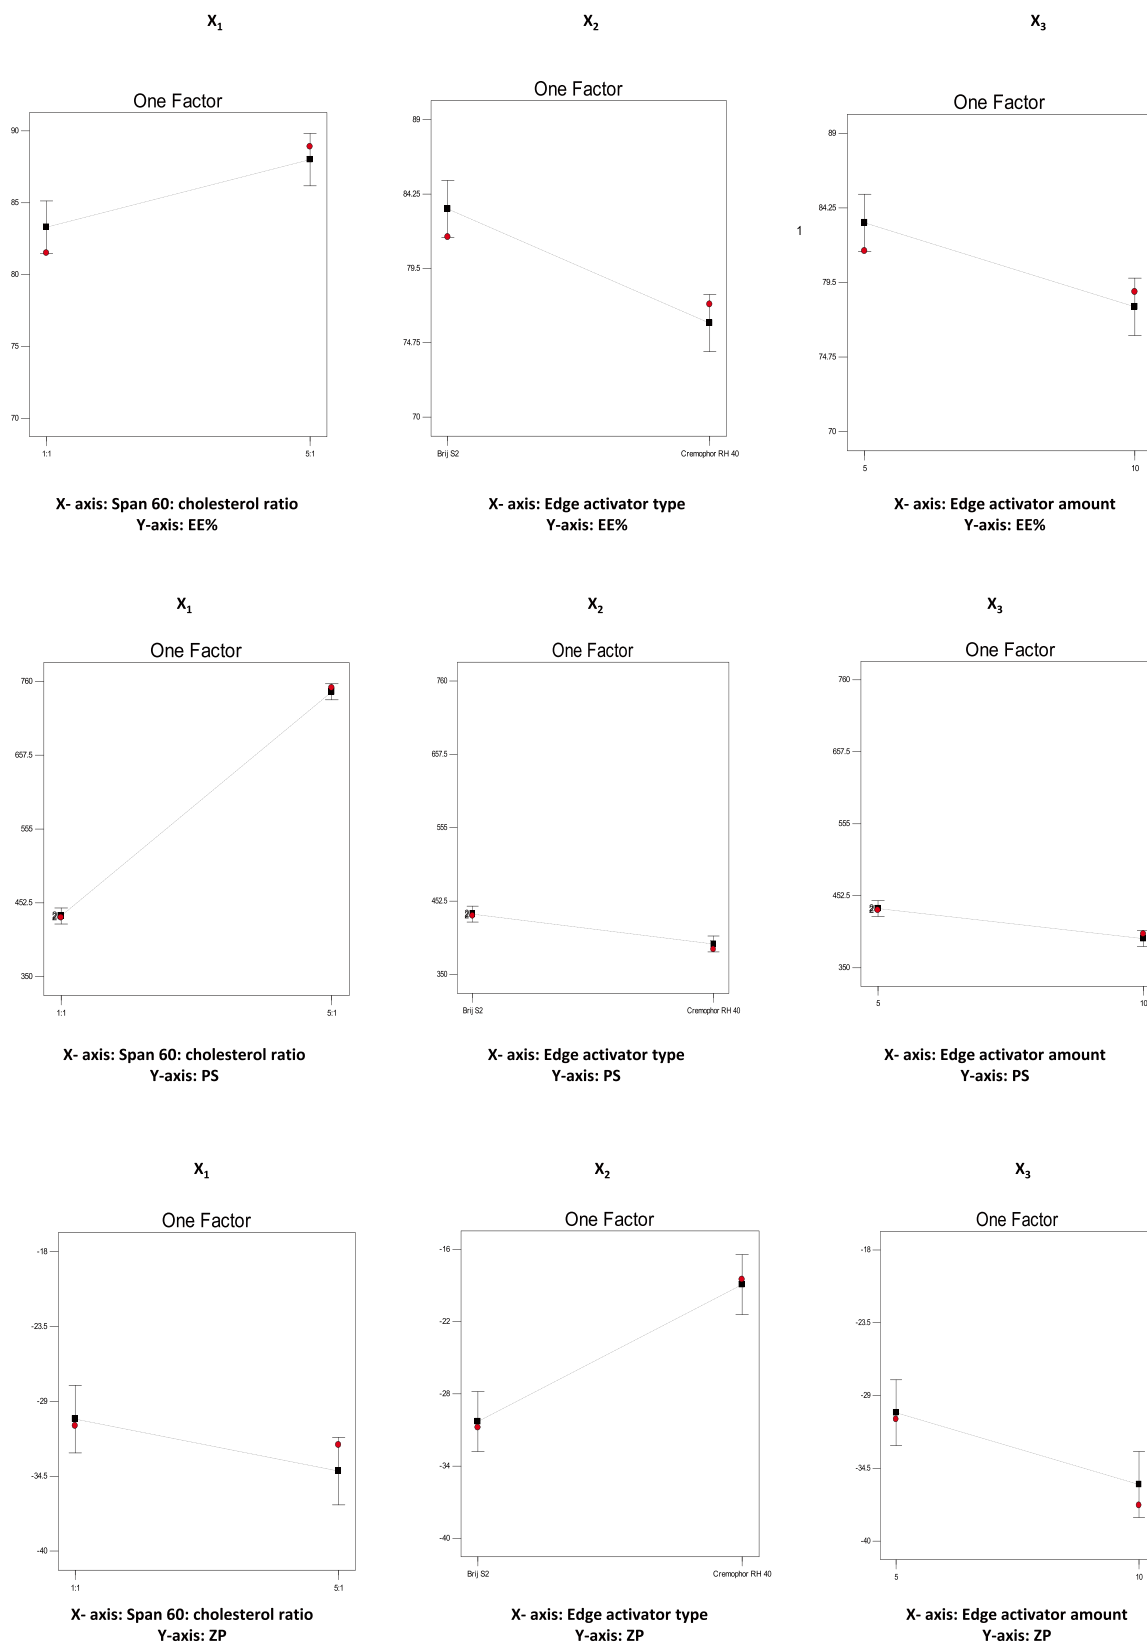 X1
X2
X3
One Factor
One Factor
One Factor
90
85
80
75
70
1:1
5:1
89
84.25
79.5
74.75
70
Brij S2
Cremophor RH 40
1
89
84.25
79.5
74.75
70
5
10
X- axis: Span 60: cholesterol ratio
Y-axis: EE%
X- axis: Edge activator type
Y-axis: EE%
X- axis: Edge activator amount
Y-axis: EE%
X1
X2
X3
One Factor
One Factor
One Factor
760
657.5
555
452.5
350
2
1:1
5:1
760
657.5
555
452.5
350
2
Brij S2
Cremophor RH 40
760
657.5
555
452.5
350
2
5
10
X- axis: Span 60: cholesterol ratio
Y-axis: PS
X- axis: Edge activator type
Y-axis: PS
X- axis: Edge activator amount
Y-axis: PS
X1
X2
X3
One Factor
One Factor
One Factor
-18
-23.5
-29
-34.5
-40
1:1
5:1
-16
-22
-28
-34
-40
Brij S2
Cremophor RH 40
-18
-23.5
-29
-34.5
-40
5
10
X- axis: Span 60: cholesterol ratio
Y-axis: ZP
X- axis: Edge activator type
Y-axis: ZP
X- axis: Edge activator amount
Y-axis: ZP